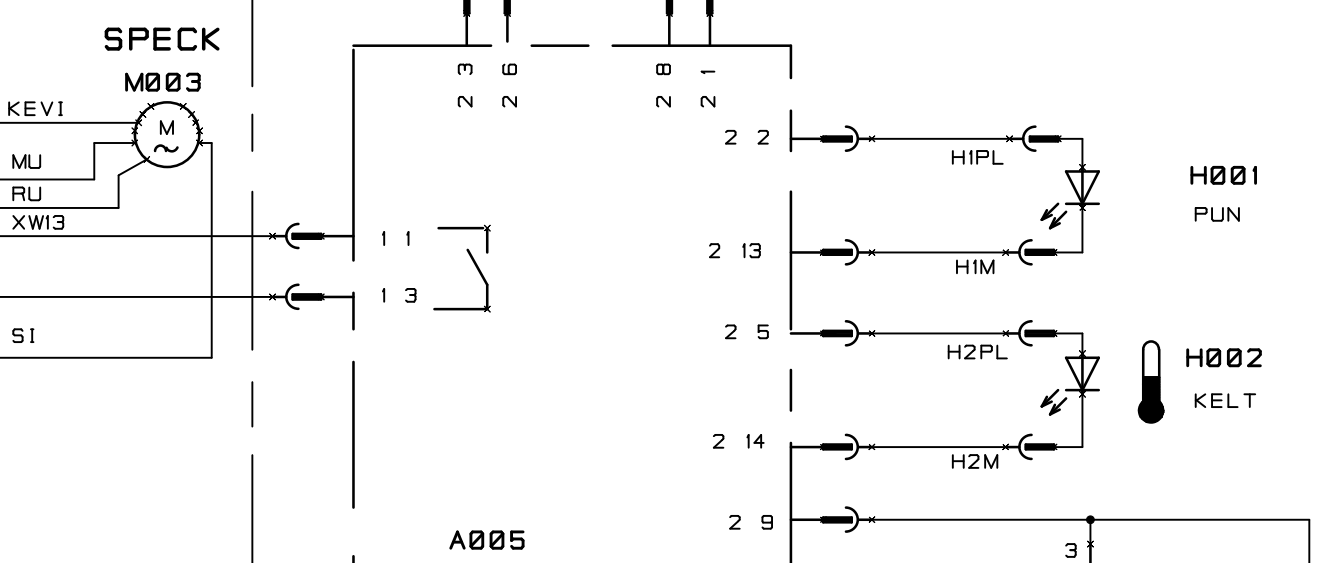 SPECK
M003
KEVI
M
MU
RU
XW13
SI
2 3
2 6
2 8
2 1
1 1
1 3
A005
2 2
H1PL
H001
PUN
2 13
H1M
2 5
H2PL
H002
KELT
2 14
H2M
2 9
3